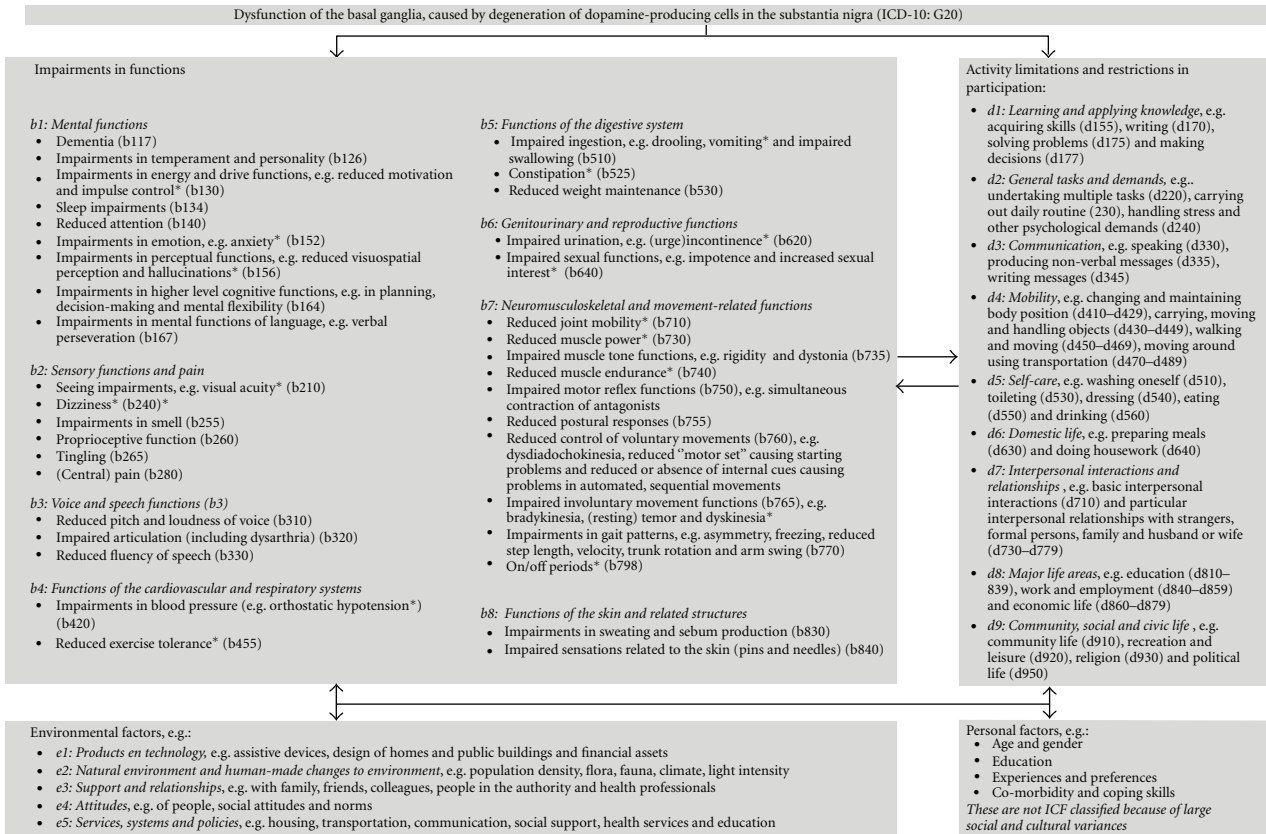 Dysfunction of the basal ganglia, caused by degeneration of dopamine-producing cells in the substantia nigra (ICD-10: G20)
Impairments in functions
b1: Mental functions
• Dementia (b117)
• Impairments in temperament and personality (b126)
• Impairments in energy and drive functions, e.g. reduced motivation
and impulse control* (b130)
• Sleep impairments (b134)
• Reduced attention (b140)
• Impairments in emotion, e.g. anxiety* (b152)
• Impairments in perceptual functions, e.g. reduced visuospatial
perception and hallucinations* (b156)
• Impairments in higher level cognitive functions, e.g. in planning,
decision-making and mental flexibility (b164)
• Impairments in mental functions of language, e.g. verbal
perseveration (b167)
b2: Sensory functions and pain
• Seeing impairments, e.g. visual acuity* (b210)
• Dizziness* (b240)*
• Impairments in smell (b255)
• Proprioceptive function (b260)
• Tingling (b265)
• (Central) pain (b280)
b3: Voice and speech functions (b3)
• Reduced pitch and loudness of voice (b310)
• Impaired articulation (including dysarthria) (b320)
• Reduced fluency of speech (b330)
b4: Functions of the cardiovascular and respiratory systems
• Impairments in blood pressure (e.g. orthostatic hypotension*)
(b420)
• Reduced exercise tolerance* (b455)
b5: Functions of the digestive system
• Impaired ingestion, e.g. drooling, vomiting* and impaired
swallowing (b510)
• Constipation* (b525)
• Reduced weight maintenance (b530)
b6: Genitourinary and reproductive functions
• Impaired urination, e.g. (urge)incontinence* (b620)
• Impaired sexual functions, e.g. impotence and increased sexual
interest* (b640)
b7: Neuromusculoskeletal and movement-related functions
• Reduced joint mobility* (b710)
• Reduced muscle power* (b730)
• Impaired muscle tone functions, e.g. rigidity and dystonia (b735)
• Reduced muscle endurance* (b740)
• Impaired motor reflex functions (b750), e.g. simultaneous
contraction of antagonists
• Reduced postural responses (b755)
• Reduced control of voluntary movements (b760), e.g.
dysdiadochokinesia, reduced “motor set” causing starting
problems and reduced or absence of internal cues causing
problems in automated, sequential movements
• Impaired involuntary movement functions (b765), e.g.
bradykinesia, (resting) temor and dyskinesia*
• Impairments in gait patterns, e.g. asymmetry, freezing, reduced
step length, velocity, trunk rotation and arm swing (b770)
• On/off periods* (b798)
b8: Functions of the skin and related structures
• Impairments in sweating and sebum production (b830)
• Impaired sensations related to the skin (pins and needles) (b840)
Activity limitations and restrictions in
participation:
• d1: Learning and applying knowledge, e.g.
acquiring skills (d155), writing (d170),
solving problems (d175) and making
decisions (d177)
• d2: General tasks and demands, e.g..
undertaking multiple tasks (d220), carrying
out daily routine (230), handling stress and
other psychological demands (d240)
• d3: Communication, e.g. speaking (d330),
producing non-verbal messages (d335),
writing messages (d345)
• d4: Mobility, e.g. changing and maintaining
body position (d410–d429), carrying, moving
and handling objects (d430–d449), walking
and moving (d450–d469), moving around
using transportation (d470–d489)
• d5: Self-care, e.g. washing oneself (d510),
toileting (d530), dressing (d540), eating
(d550) and drinking (d560)
• d6: Domestic life, e.g. preparing meals
(d630) and doing housework (d640)
• d7: Interpersonal interactions and
relationships , e.g. basic interpersonal
interactions (d710) and particular
interpersonal relationships with strangers,
formal persons, family and husband or wife
(d730–d779)
• d8: Major life areas, e.g. education (d810–
839), work and employment (d840–d859)
and economic life (d860–d879)
• d9: Community, social and civic life , e.g.
community life (d910), recreation and
leisure (d920), religion (d930) and political
life (d950)
Environmental factors, e.g.:
• e1: Products en technology, e.g. assistive devices, design of homes and public buildings and financial assets
• e2: Natural environment and human-made changes to environment, e.g. population density, flora, fauna, climate, light intensity
• e3: Support and relationships, e.g. with family, friends, colleagues, people in the authority and health professionals
• e4: Attitudes, e.g. of people, social attitudes and norms
• e5: Services, systems and policies, e.g. housing, transportation, communication, social support, health services and education
Personal factors, e.g.:
• Age and gender
• Education
• Experiences and preferences
• Co-morbidity and coping skills
These are not ICF classified because of large
social and cultural variances